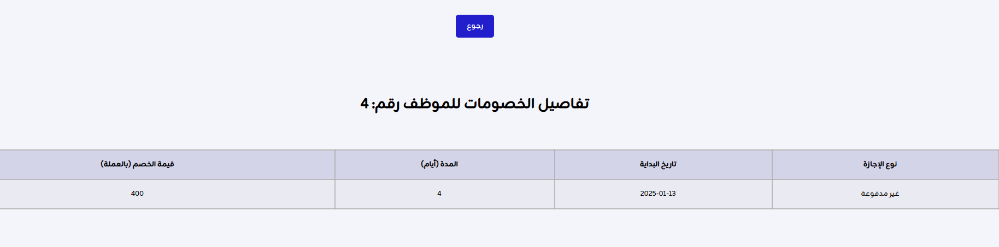 رجوع
تفاصيل الخصومات للموظف رقم: 4
نوع الإجازة تاريخ البداية المدة (أيام) قيمة الخصم (بالعملة)
غير مدفوعة 2025-01-13 4 400